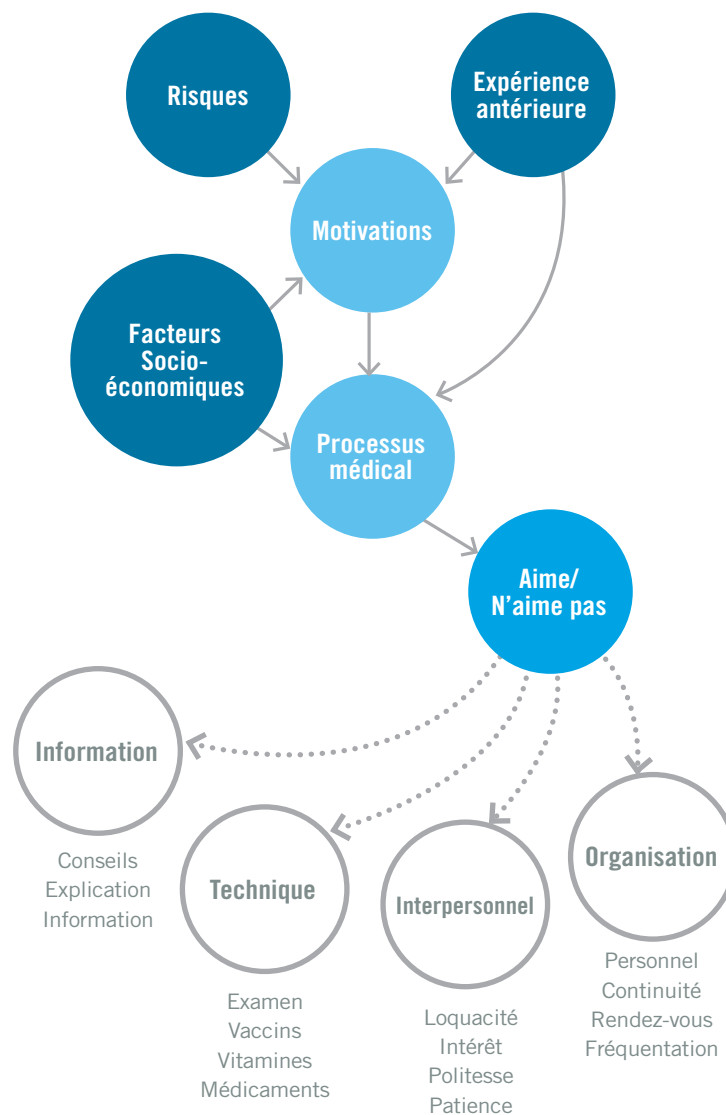 Risques
Expérience
antérieure
Motivations
Facteurs
Socio-
économiques
Processus
médical
Aime/
N'aime pas
Information
Conseils
Explication
Information
Technique
Examen
Vaccins
Vitamines
Médicaments
Interpersonnel
Loquacité
Intérêt
Politesse
Patience
Organisation
Personnel
Continuité
Rendez-vous
Fréquentation